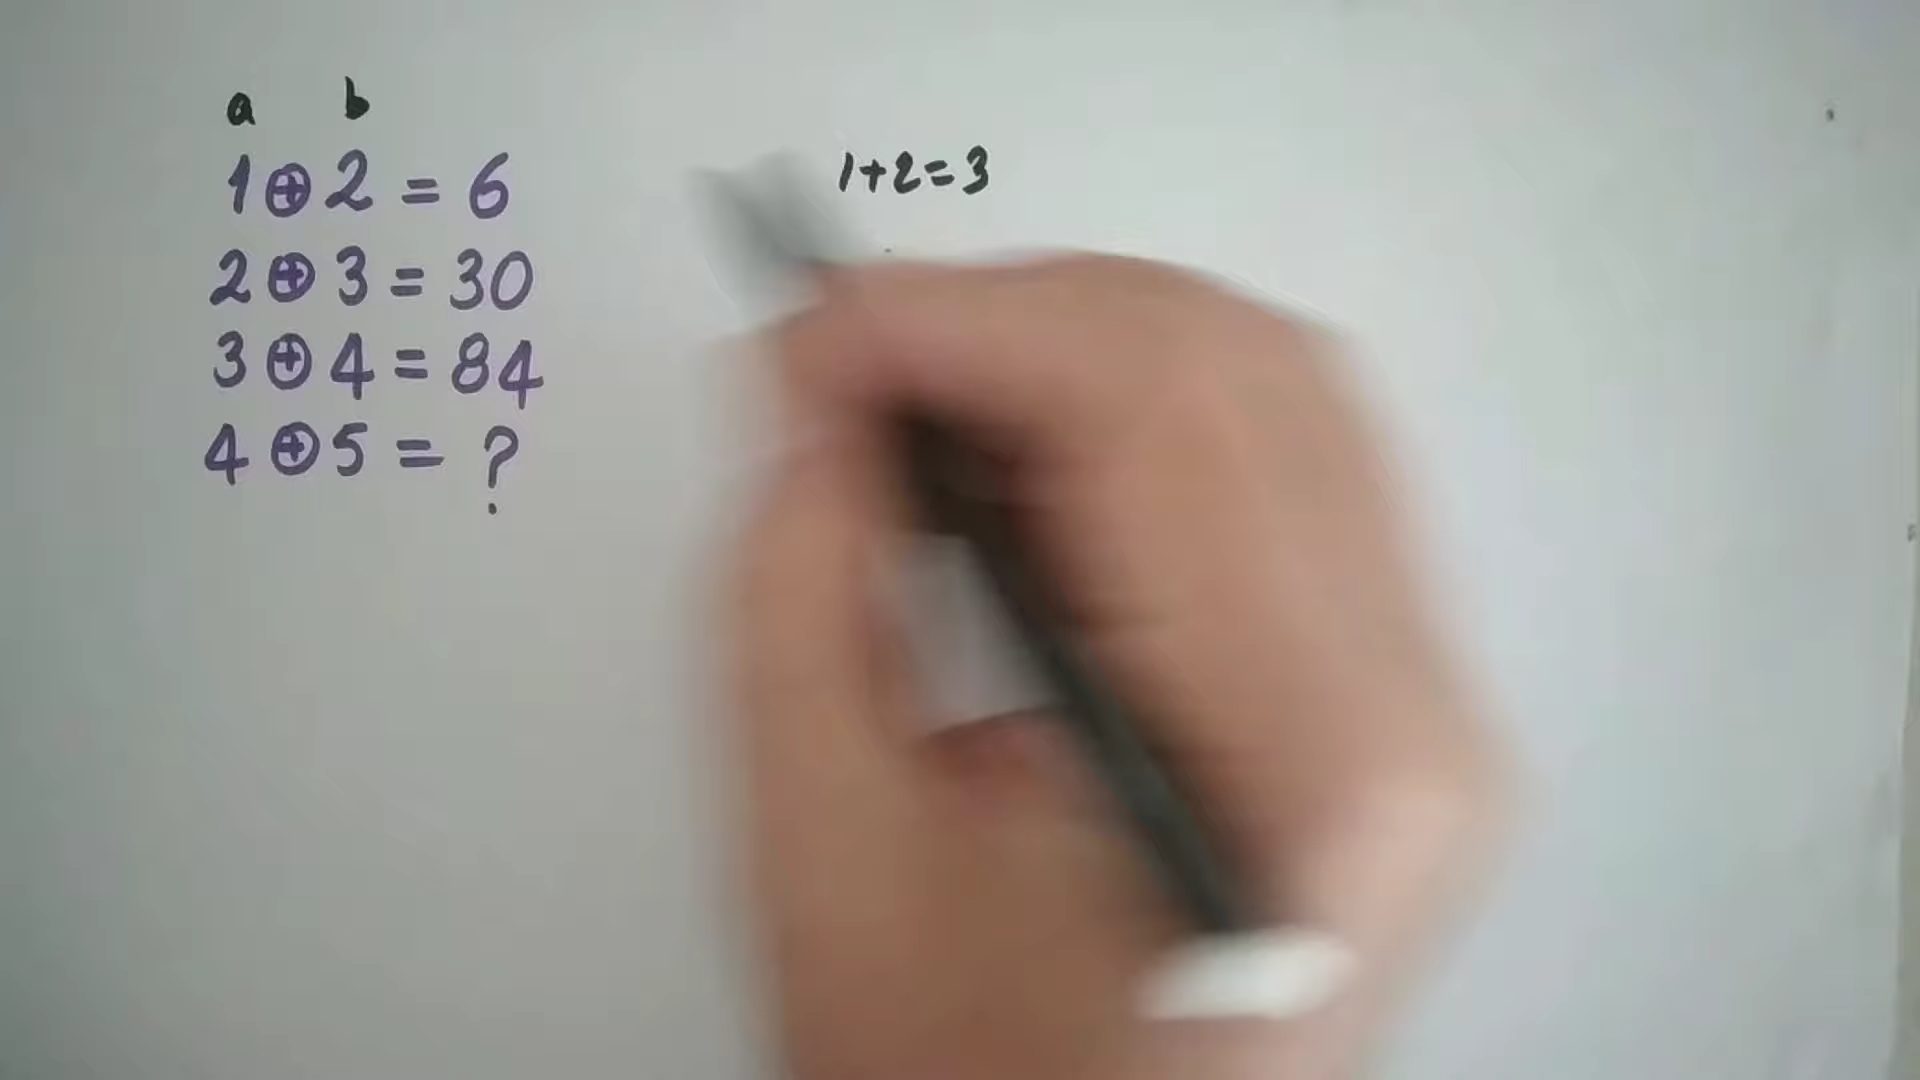 a b
1 ⊕ 2 = 6
1+2=3
2 ⊕ 3 = 30
3 ⊕ 4 = 84
4 ⊕ 5 = ?